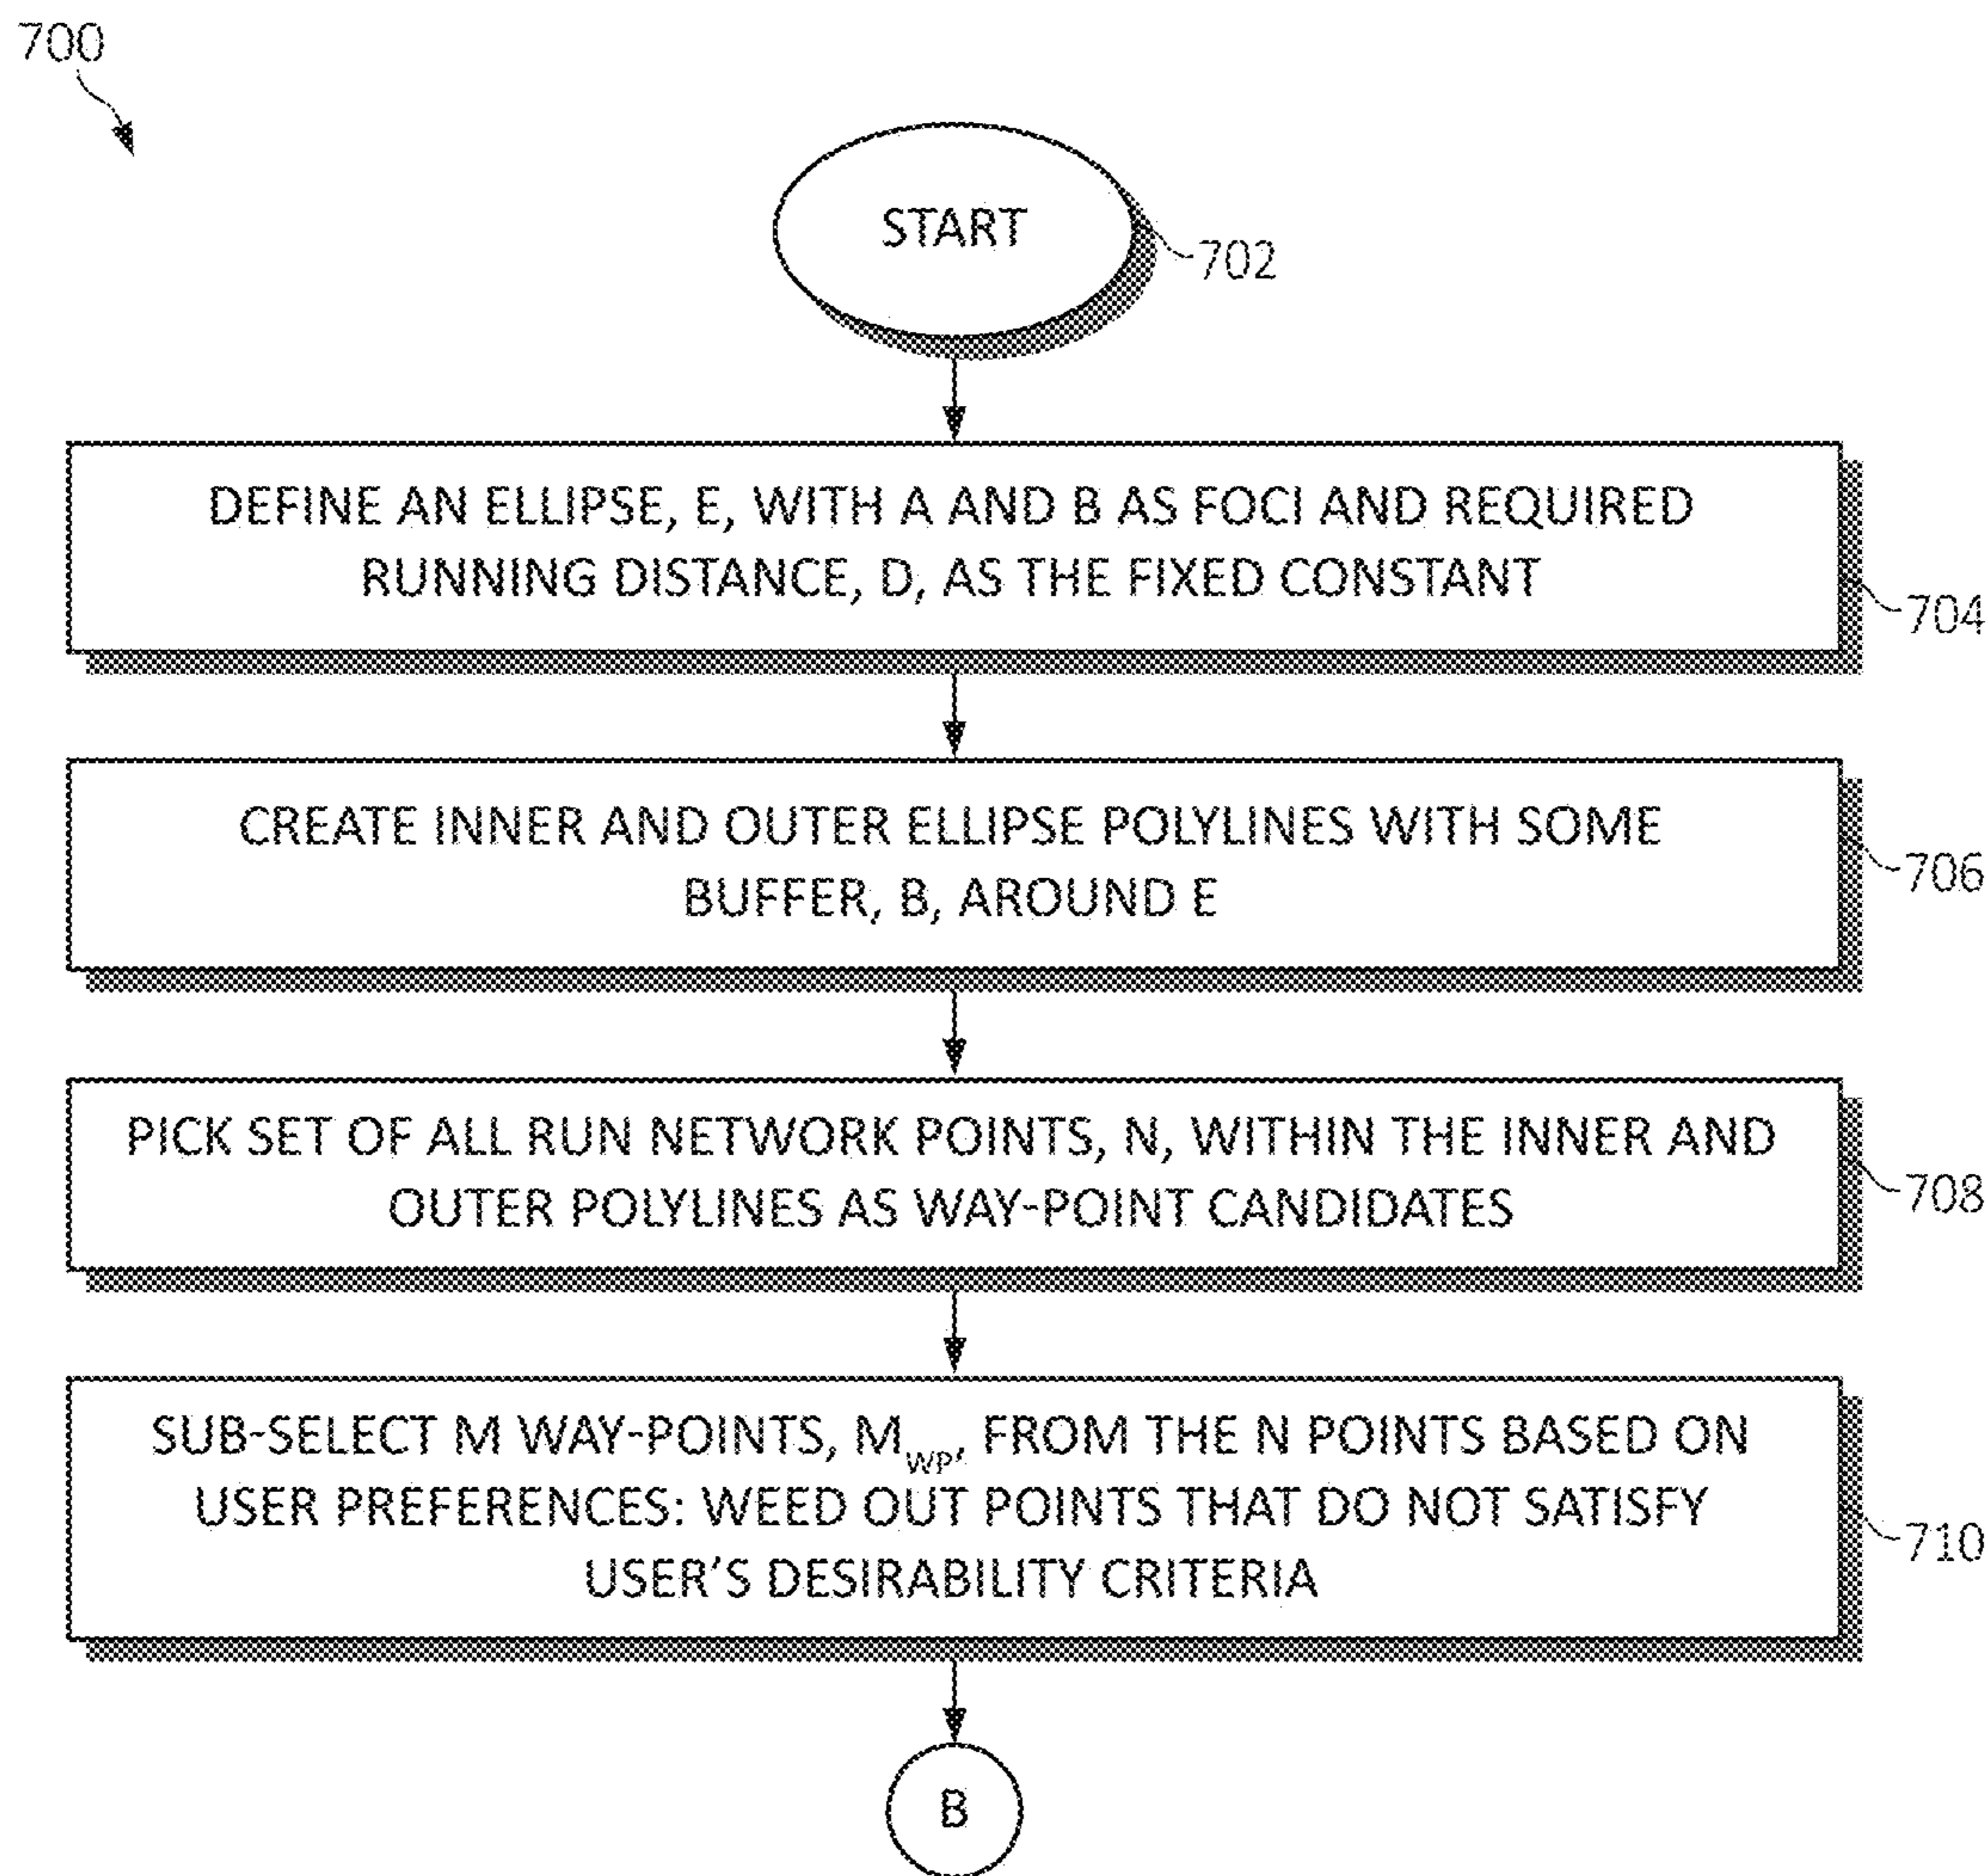 700
START
702
DEFINE AN ELLIPSE, E, WITH A AND B AS FOCI AND REQUIRED
RUNNING DISTANCE, D, AS THE FIXED CONSTANT
704
CREATE INNER AND OUTER ELLIPSE POLYLINES WITH SOME
BUFFER, B, AROUND E
706
PICK SET OF ALL RUN NETWORK POINTS, N, WITHIN THE INNER AND
OUTER POLYLINES AS WAY-POINT CANDIDATES
708
SUB-SELECT M WAY-POINTS, M_WP, FROM THE N POINTS BASED ON
USER PREFERENCES: WEED OUT POINTS THAT DO NOT SATISFY
USER'S DESIRABILITY CRITERIA
710
B